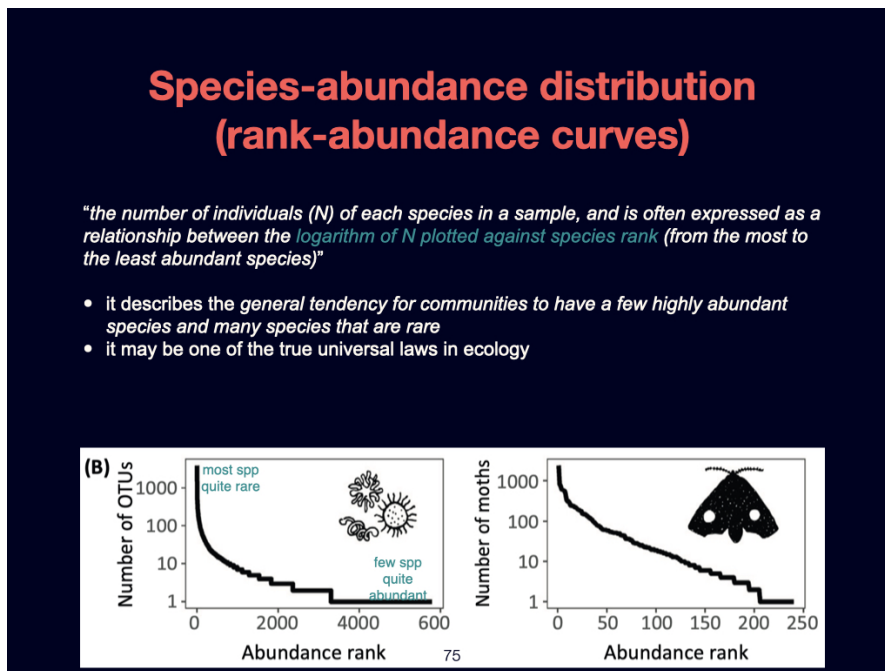 Species-abundance distribution
(rank-abundance curves)
“the number of individuals (N) of each species in a sample, and is often expressed as a
relationship between the logarithm of N plotted against species rank (from the most to
the least abundant species)”
• it describes the general tendency for communities to have a few highly abundant
species and many species that are rare
• it may be one of the true universal laws in ecology
(B)
Number of OTUs
1000
100
10
1
most spp
quite rare
few spp
quite
abundant
0 2000 4000 600
Abundance rank
Number of moths
1000
100
10
1
0 50 100 150 200 250
Abundance rank
75